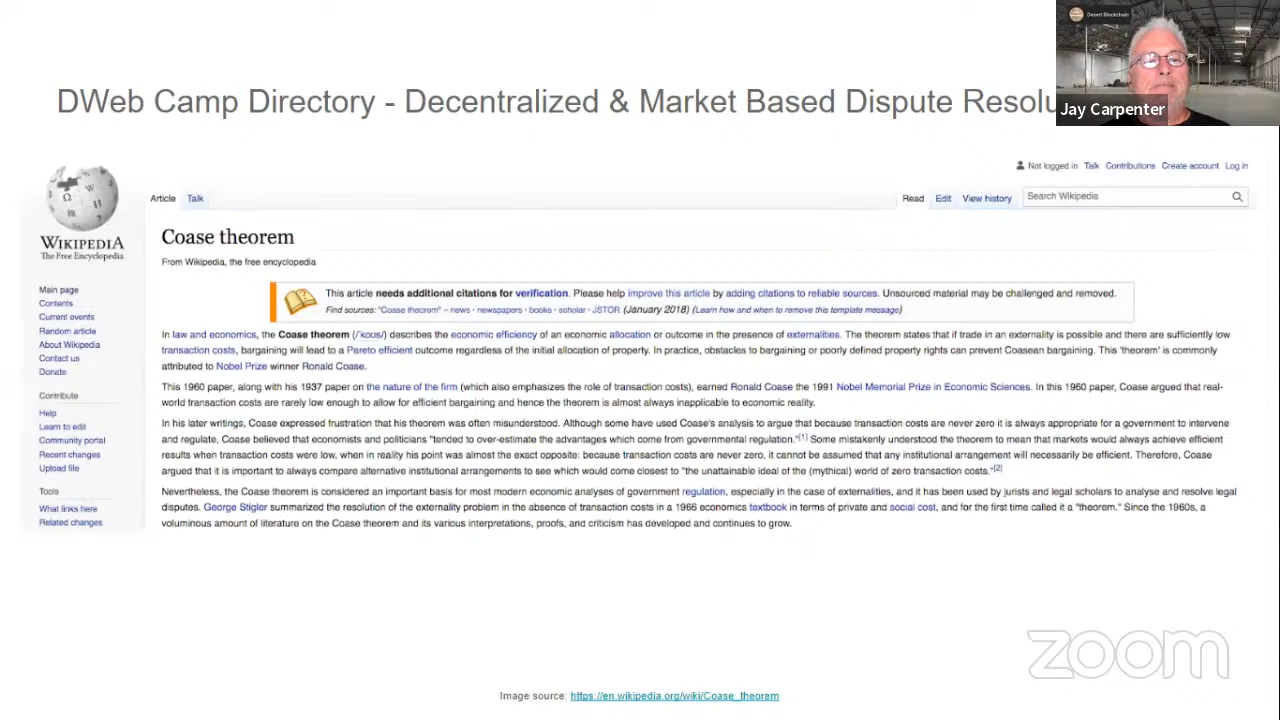 Desert Blockchain
Jay Carpenter
DWeb Camp Directory - Decentralized & Market Based Dispute Resolu
Not logged in Talk Contributions Create account Log in
Article Talk Read Edit View history Search Wikipedia
WIKIPEDIA
The Free Encyclopedia
Main page
Contents
Current events
Random article
About Wikipedia
Contact us
Donate
Contribute
Help
Learn to edit
Community portal
Recent changes
Upload file
Tools
What links here
Related changes
Coase theorem
From Wikipedia, the free encyclopedia
This article needs additional citations for verification. Please help improve this article by adding citations to reliable sources. Unsourced material may be challenged and removed.
Find sources: "Coase theorem" – news · newspapers · books · scholar · JSTOR (January 2018) (Learn how and when to remove this template message)
In law and economics, the Coase theorem (/ˈkoʊs/) describes the economic efficiency of an economic allocation or outcome in the presence of externalities. The theorem states that if trade in an externality is possible and there are sufficiently low
transaction costs, bargaining will lead to a Pareto efficient outcome regardless of the initial allocation of property. In practice, obstacles to bargaining or poorly defined property rights can prevent Coasean bargaining. This 'theorem' is commonly
attributed to Nobel Prize winner Ronald Coase.
This 1960 paper, along with his 1937 paper on the nature of the firm (which also emphasizes the role of transaction costs), earned Ronald Coase the 1991 Nobel Memorial Prize in Economic Sciences. In this 1960 paper, Coase argued that real-
world transaction costs are rarely low enough to allow for efficient bargaining and hence the theorem is almost always inapplicable to economic reality.
In his later writings, Coase expressed frustration that his theorem was often misunderstood. Although some have used Coase's analysis to argue that because transaction costs are never zero it is always appropriate for a government to intervene
and regulate, Coase believed that economists and politicians "tended to over-estimate the advantages which come from governmental regulation."[1] Some mistakenly understood the theorem to mean that markets would always achieve efficient
results when transaction costs were low, when in reality his point was almost the exact opposite: because transaction costs are never zero, it cannot be assumed that any institutional arrangement will necessarily be efficient. Therefore, Coase
argued that it is important to always compare alternative institutional arrangements to see which would come closest to "the unattainable ideal of the (mythical) world of zero transaction costs."[2]
Nevertheless, the Coase theorem is considered an important basis for most modern economic analyses of government regulation, especially in the case of externalities, and it has been used by jurists and legal scholars to analyse and resolve legal
disputes. George Stigler summarized the resolution of the externality problem in the absence of transaction costs in a 1966 economics textbook in terms of private and social cost, and for the first time called it a "theorem." Since the 1960s, a
voluminous amount of literature on the Coase theorem and its various interpretations, proofs, and criticism has developed and continues to grow.
zoom
Image source: https://en.wikipedia.org/wiki/Coase_theorem